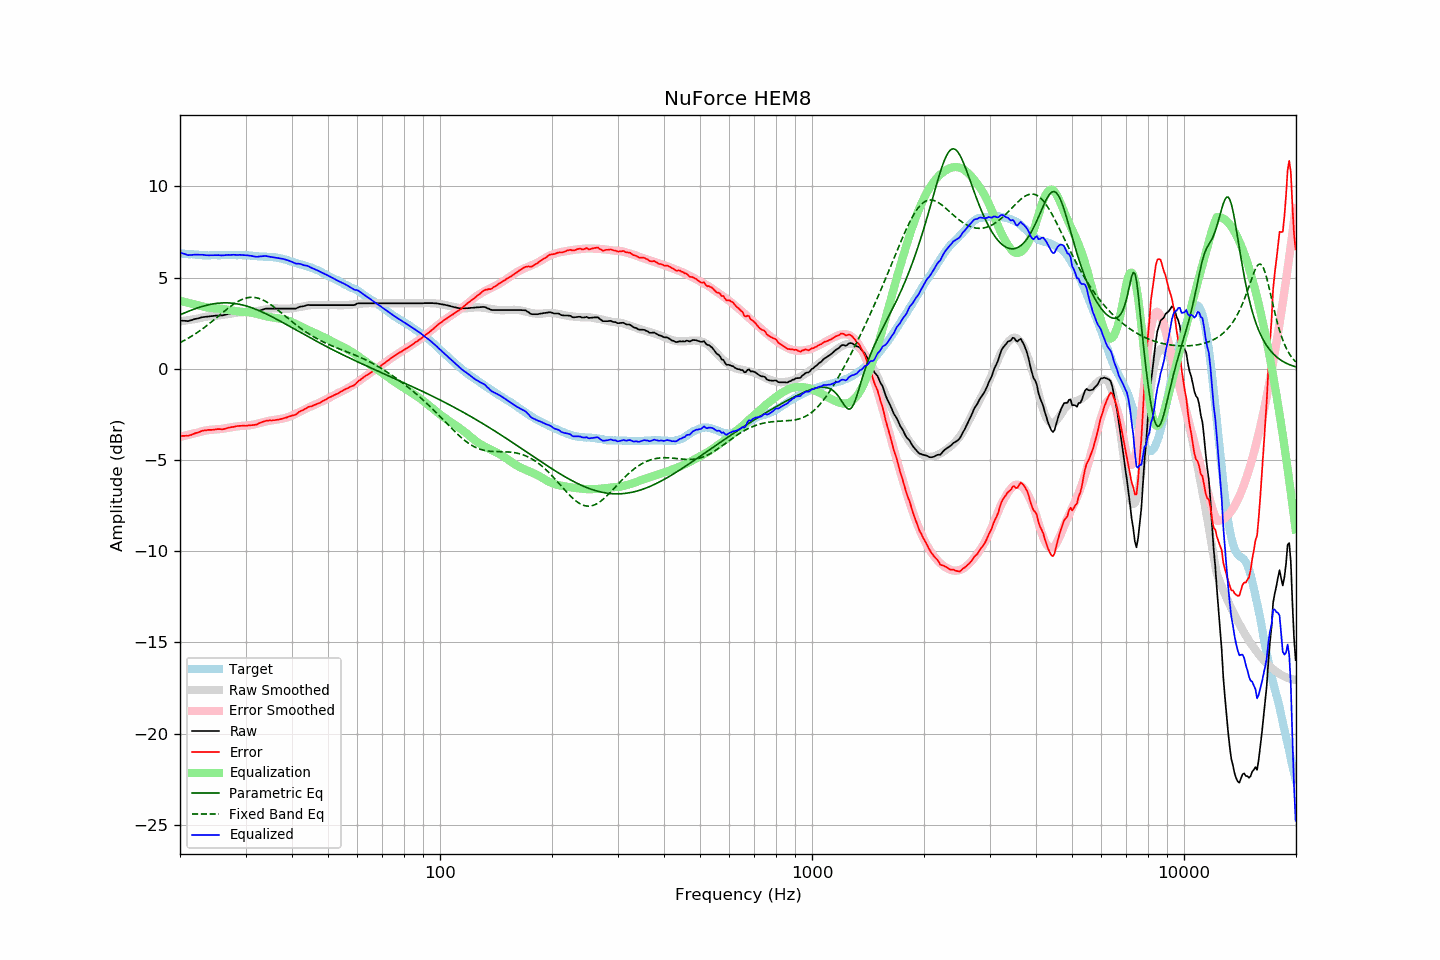 NuForce HEM8
Amplitude (dBr)
10
5
0
−5
−10
−15
−20
−25
Target
Raw Smoothed
Error Smoothed
Raw
Error
Equalization
Parametric Eq
Fixed Band Eq
Equalized
100
1000
10000
Frequency (Hz)